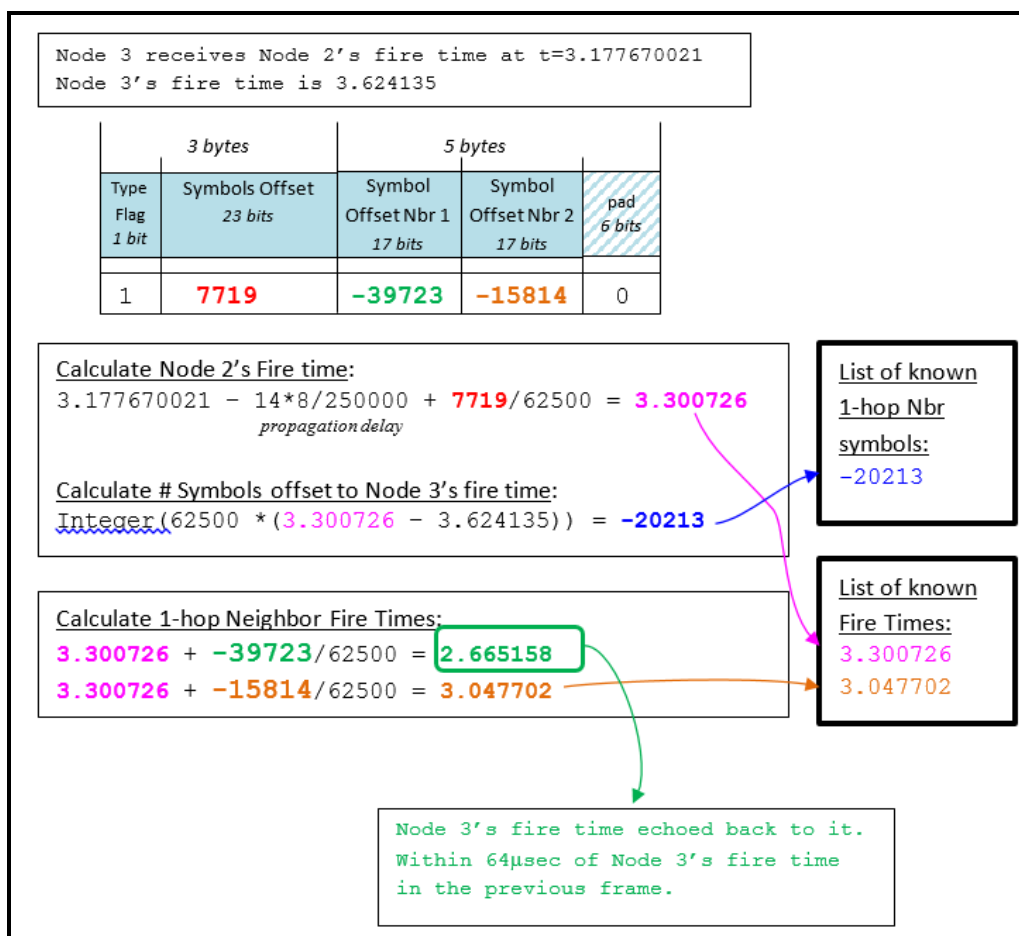 Node 3 receives Node 2's fire time at t=3.177670021
Node 3's fire time is 3.624135
3 bytes
5 bytes
Type
Flag
1 bit
Symbols Offset
23 bits
Symbol
Offset Nbr 1
17 bits
Symbol
Offset Nbr 2
17 bits
pad
6 bits
1
7719
-39723
-15814
0
Calculate Node 2's Fire time:
3.177670021 – 14*8/250000 + 7719/62500 = 3.300726
propagation delay
Calculate # Symbols offset to Node 3's fire time:
Integer(62500 *(3.300726 – 3.624135)) = -20213
List of known
1-hop Nbr
symbols:
-20213
Calculate 1-hop Neighbor Fire Times:
3.300726 + -39723/62500 = 2.665158
3.300726 + -15814/62500 = 3.047702
List of known
Fire Times:
3.300726
3.047702
Node 3's fire time echoed back to it.
Within 64µsec of Node 3's fire time
in the previous frame.